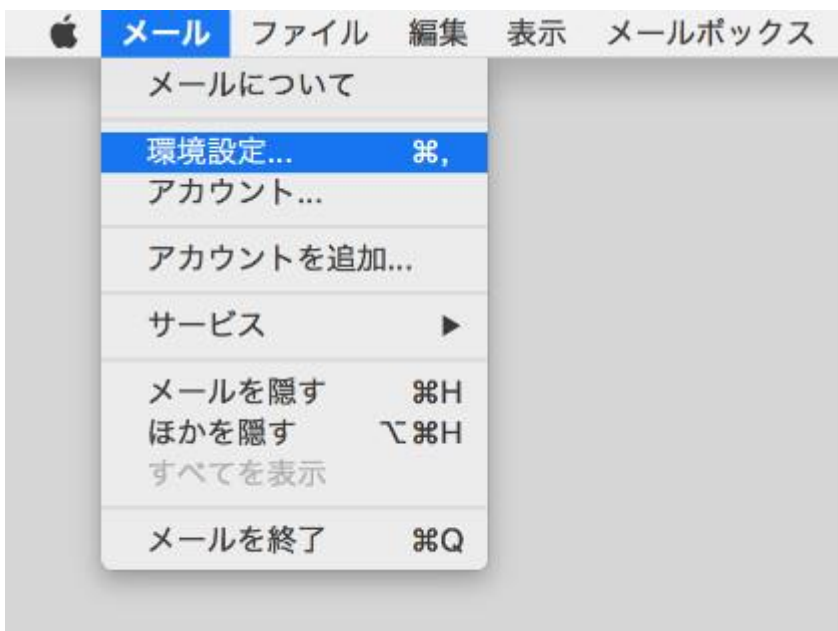 メール ファイル 編集 表示 メールボックス
メールについて
環境設定... ⌘,
アカウント...
アカウントを追加...
サービス ▶
メールを隠す ⌘H
ほかを隠す ⌥⌘H
すべてを表示
メールを終了 ⌘Q